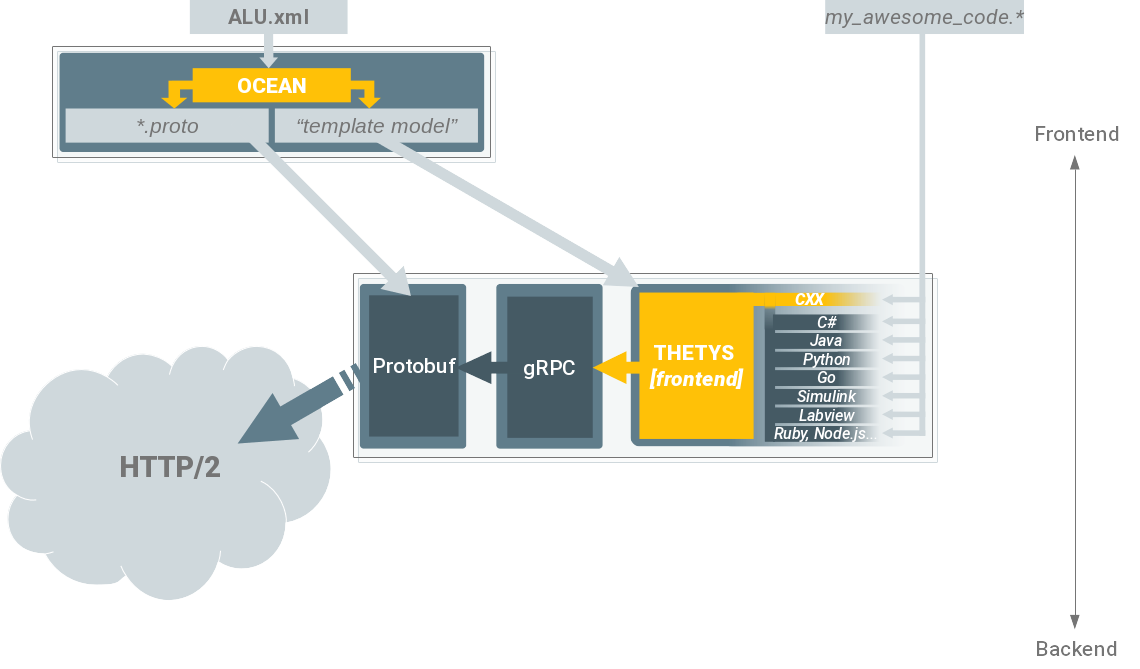 ALU.xml
my_awesome_code.*
OCEAN
*.proto
“template model”
Frontend
CXX
C#
Java
Python
Go
Simulink
Labview
Ruby, Node.js...
THETYS
[frontend]
gRPC
Protobuf
HTTP/2
Backend